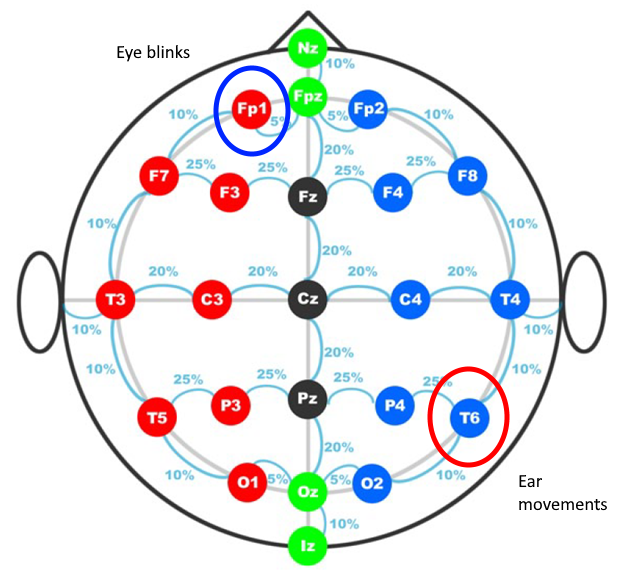 Nz
Eye blinks
10%
Fp1 Fpz Fp2
10% 5% 5% 10%
20%
25% 25% 25% 25%
F7 F3 Fz F4 F8
10% 20% 10%
20% 20% 20% 20%
T3 C3 Cz C4 T4
10% 10%
20%
10% 10%
25% 25% 25% 25%
T5 P3 Pz P4 T6
20%
10% 5% 5% 10%
O1 Oz O2
Ear
movements
10%
Iz